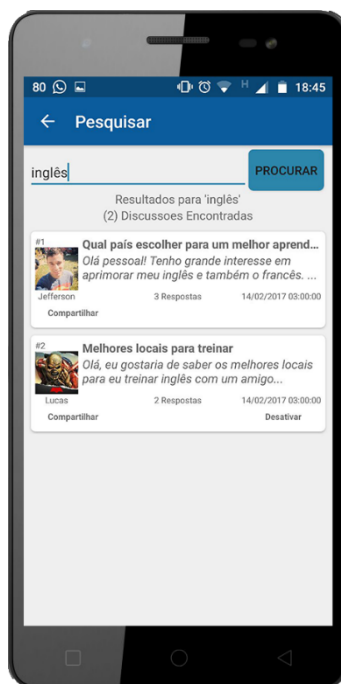 80 H 18:45
Pesquisar
inglês PROCURAR
Resultados para 'inglês'
(2) Discussoes Encontradas
#1 Qual país escolher para um melhor aprend...
Olá pessoal! Tenho grande interesse em
aprimorar meu inglês e também o francês. ...
Jefferson 3 Respostas 14/02/2017 03:00:00
Compartilhar
#2 Melhores locais para treinar
Olá, eu gostaria de saber os melhores locais
para eu treinar inglês com um amigo...
Lucas 2 Respostas 14/02/2017 03:00:00
Compartilhar Desativar